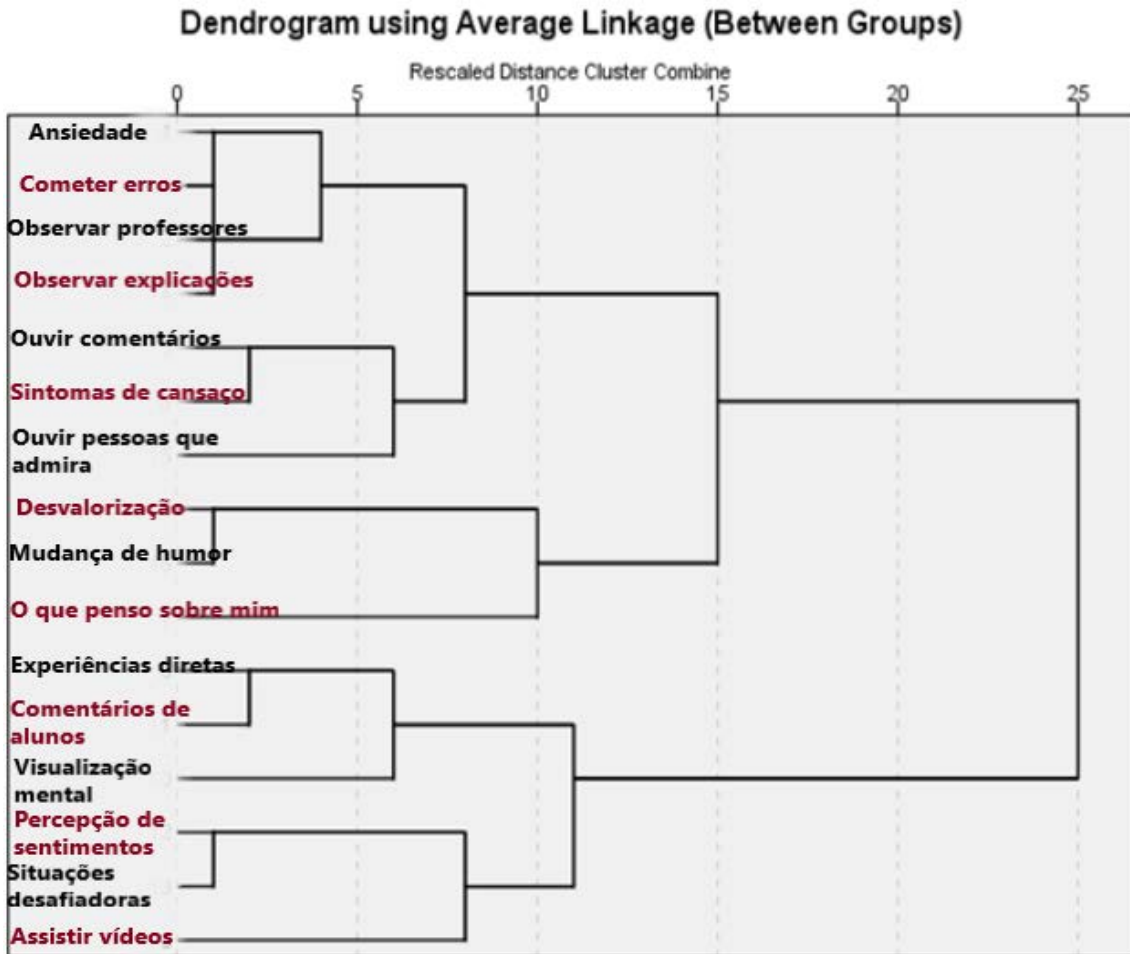 Dendrogram using Average Linkage (Between Groups)
Rescaled Distance Cluster Combine
0 5 10 15 20 25
Ansiedade
Cometer erros
Observar professores
Observar explicações
Ouvir comentários
Sintomas de cansaço
Ouvir pessoas que
admira
Desvalorização
Mudança de humor
O que penso sobre mim
Experiências diretas
Comentários de
alunos
Visualização
mental
Percepção de
sentimentos
Situações
desafiadoras
Assistir vídeos